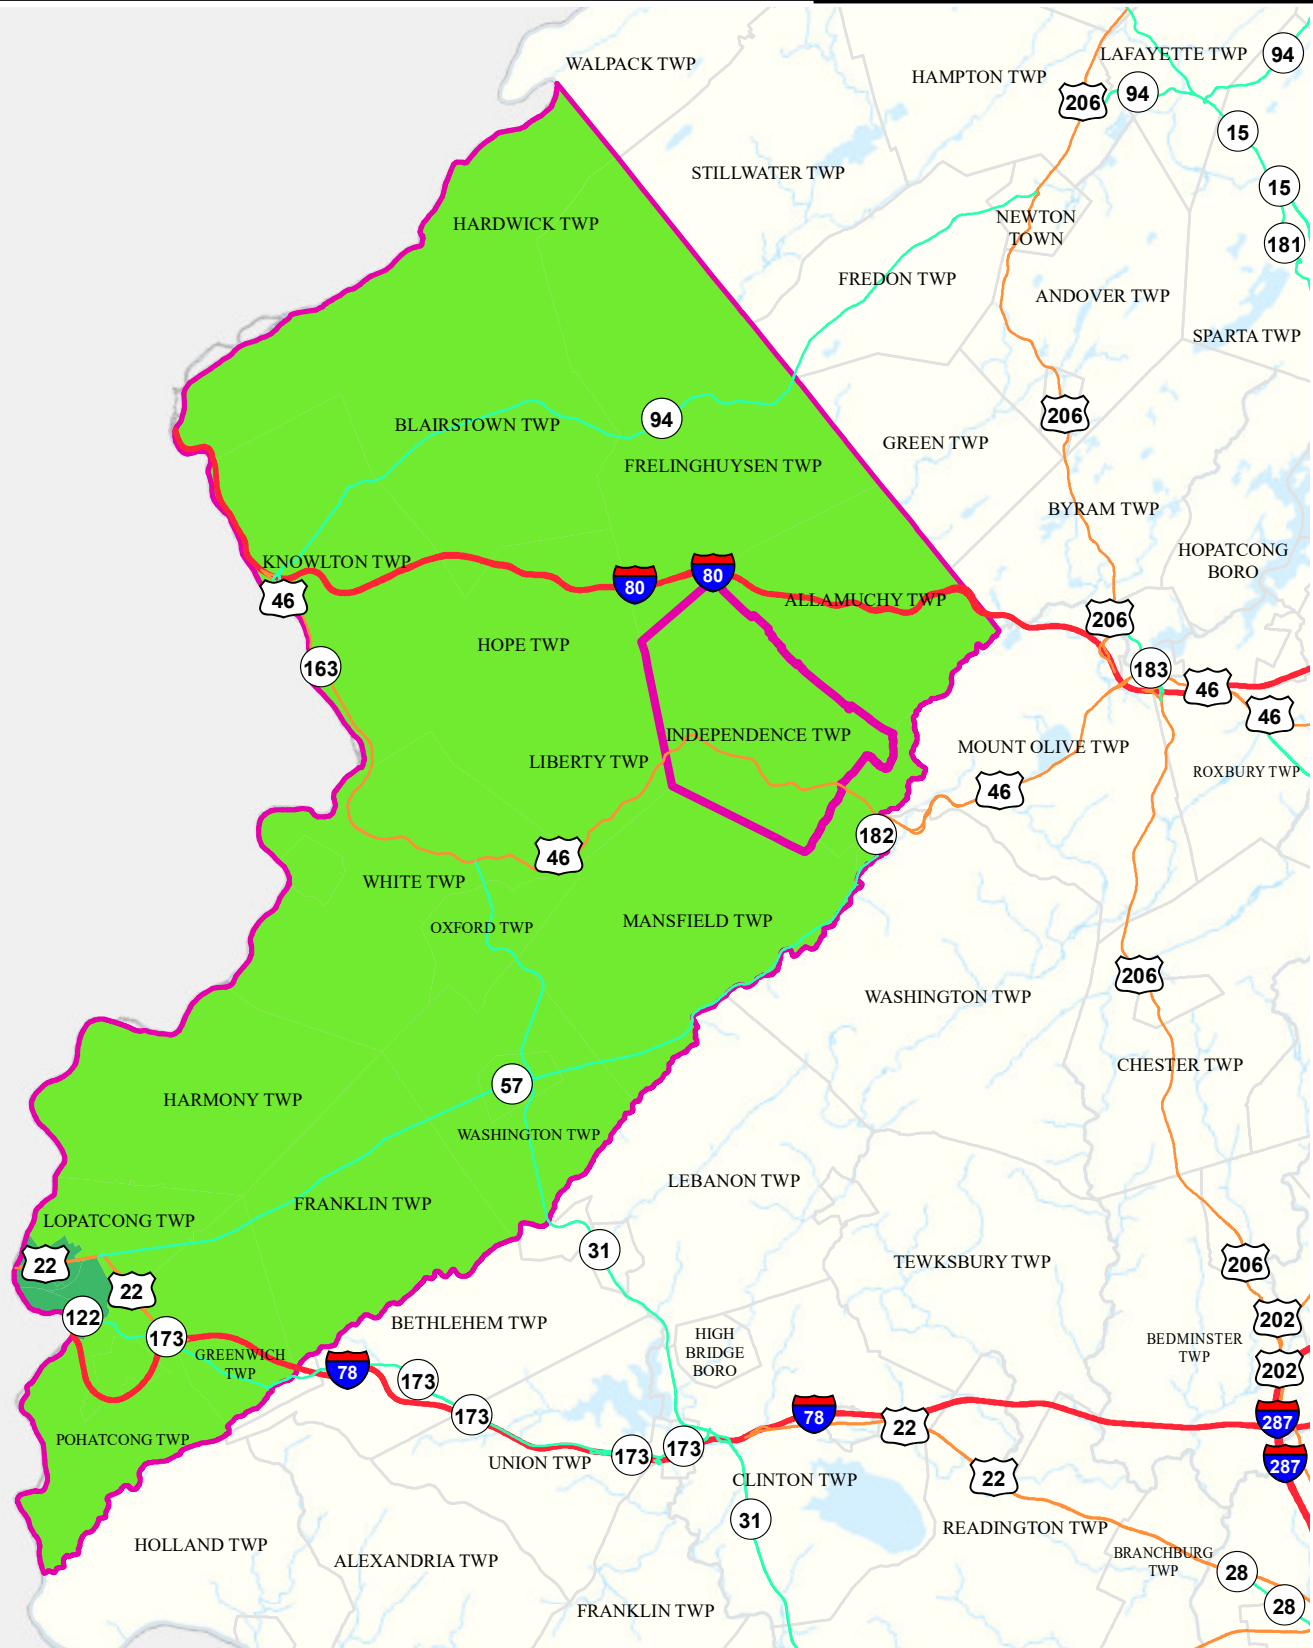 WALPACK TWP
HAMPTON TWP
LAFAYETTE TWP
94
206
94
15
STILLWATER TWP
15
HARDWICK TWP
NEWTON
TOWN
181
FREDON TWP
ANDOVER TWP
SPARTA TWP
94
BLAIRSTOWN TWP
206
GREEN TWP
FRELINGHUYSEN TWP
BYRAM TWP
HOPATCONG
BORO
KNOWLTON TWP
80
80
46
ALLAMUCHY TWP
206
HOPE TWP
163
183
46
46
INDEPENDENCE TWP
MOUNT OLIVE TWP
LIBERTY TWP
ROXBURY TWP
46
182
46
WHITE TWP
OXFORD TWP
MANSFIELD TWP
206
WASHINGTON TWP
CHESTER TWP
57
HARMONY TWP
WASHINGTON TWP
LEBANON TWP
FRANKLIN TWP
LOPATCONG TWP
31
22
TEWKSBURY TWP
206
22
122
BETHLEHEM TWP
202
173
HIGH
BRIDGE
BORO
BEDMINSTER
TWP
GREENWICH
TWP
78
202
173
173
78
22
287
POHATCONG TWP
173
173
UNION TWP
287
CLINTON TWP
22
31
READINGTON TWP
HOLLAND TWP
ALEXANDRIA TWP
BRANCHBURG
TWP
28
28
FRANKLIN TWP